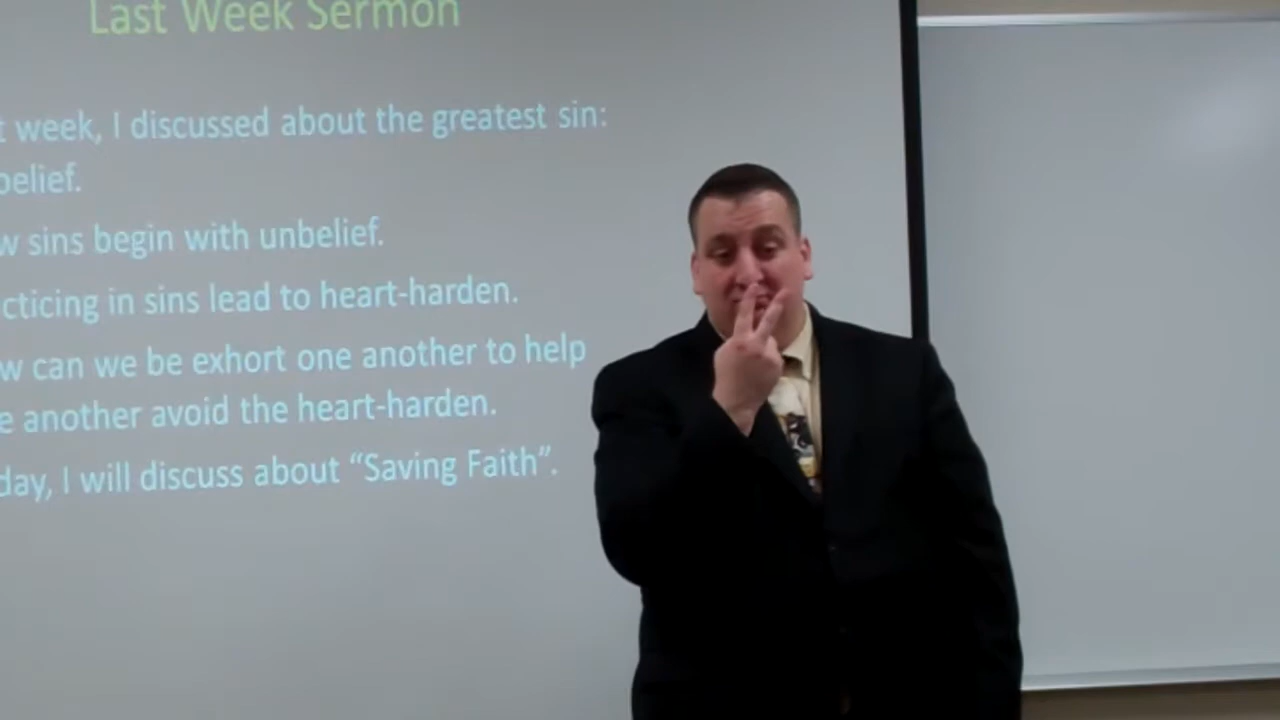 Last Week Sermon
t week, I discussed about the greatest sin:
belief.
w sins begin with unbelief.
cticing in sins lead to heart-harden.
w can we be exhort one another to help
e another avoid the heart-harden.
day, I will discuss about “Saving Faith”.